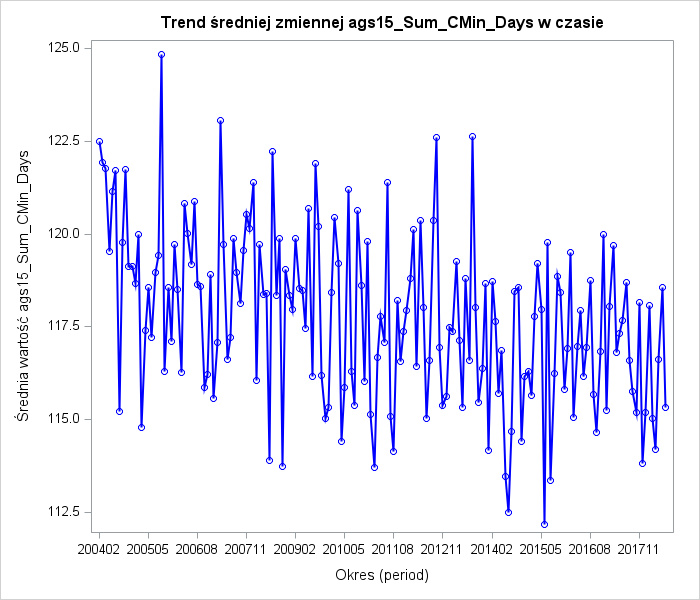 Trend średniej zmiennej ags15_Sum_CMin_Days w czasie
Średnia wartość ags15_Sum_CMin_Days
125.0
122.5
120.0
117.5
115.0
112.5
200402 200505 200608 200711 200902 201005 201108 201211 201402 201505 201608 201711
Okres (period)